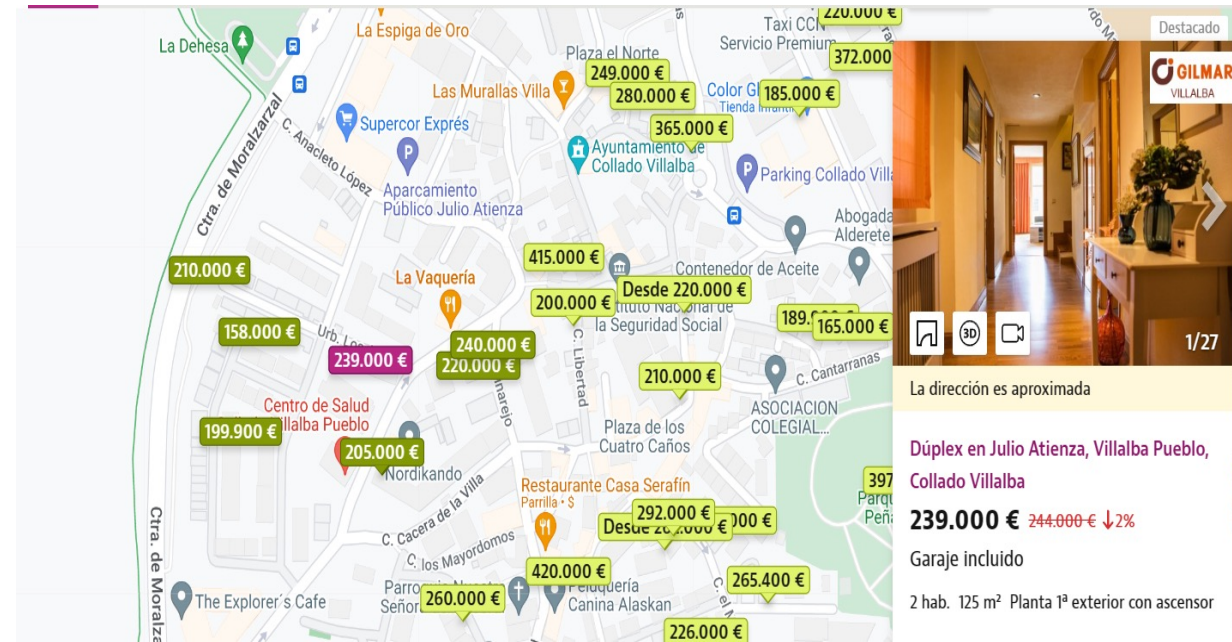 220.000 €
Taxi CCN
Servicio Premium
Destacado
La Espiga de Oro
La Dehesa
Plaza el Norte
372.000
GILMAR
VILLALBA
249.000 €
280.000 €
Las Murallas Villa
Color
185.000 €
Tienda
Supercor Exprés
365.000 €
Ctra. de Moralzarzal
C. Anacleto López
Ayuntamiento de
Collado Villalba
P
P
Parking Collado
Aparcamiento
Público Julio Atienza
Abogada
Alderete
415.000 €
210.000 €
La Vaquería
Contenedor de Aceite
Desde 220.000 €
200.000 €
Nacional de
la Seguridad Social
158.000 €
Urb.
165.000 €
3D
1/27
239.000 €
240.000 €
220.000 €
C. Libertad
210.000 €
C. Cantarranas
La dirección es aproximada
Centro de Salud
Villalba Pueblo
ASOCIACION
COLEGIAL...
199.900 €
Plaza de los
Cuatro Caños
205.000 €
Nordikando
Dúplex en Julio Atienza, Villalba Pueblo,
Collado Villalba
C. Cacera de la Villa
Restaurante Casa Serafín
Parrilla · $
397
292.000 €
Desde
239.000 € 244.000 € ↓2%
Ctra. de
C. los Mayordomos
Garaje incluido
420.000 €
265.400 €
The Explorer´s Cafe
Señor
260.000 €
Peluquería
Canina Alaskan
2 hab. 125 m² Planta 1ª exterior con ascensor
226.000 €